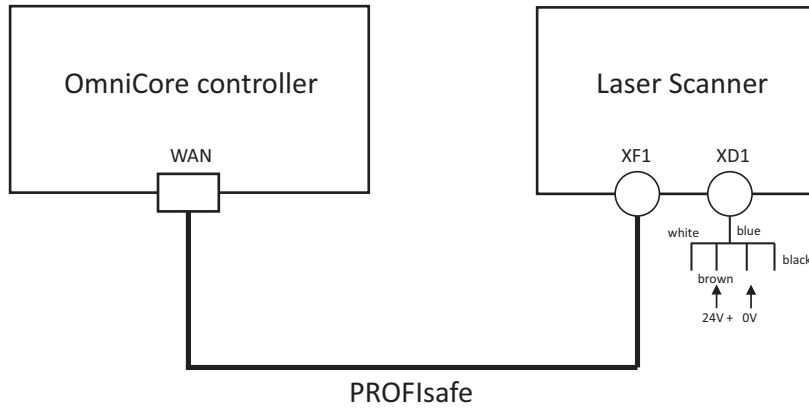 OmniCore controller
Laser Scanner
WAN
XF1
XD1
white
blue
black
brown
24V +
0V
PROFIsafe